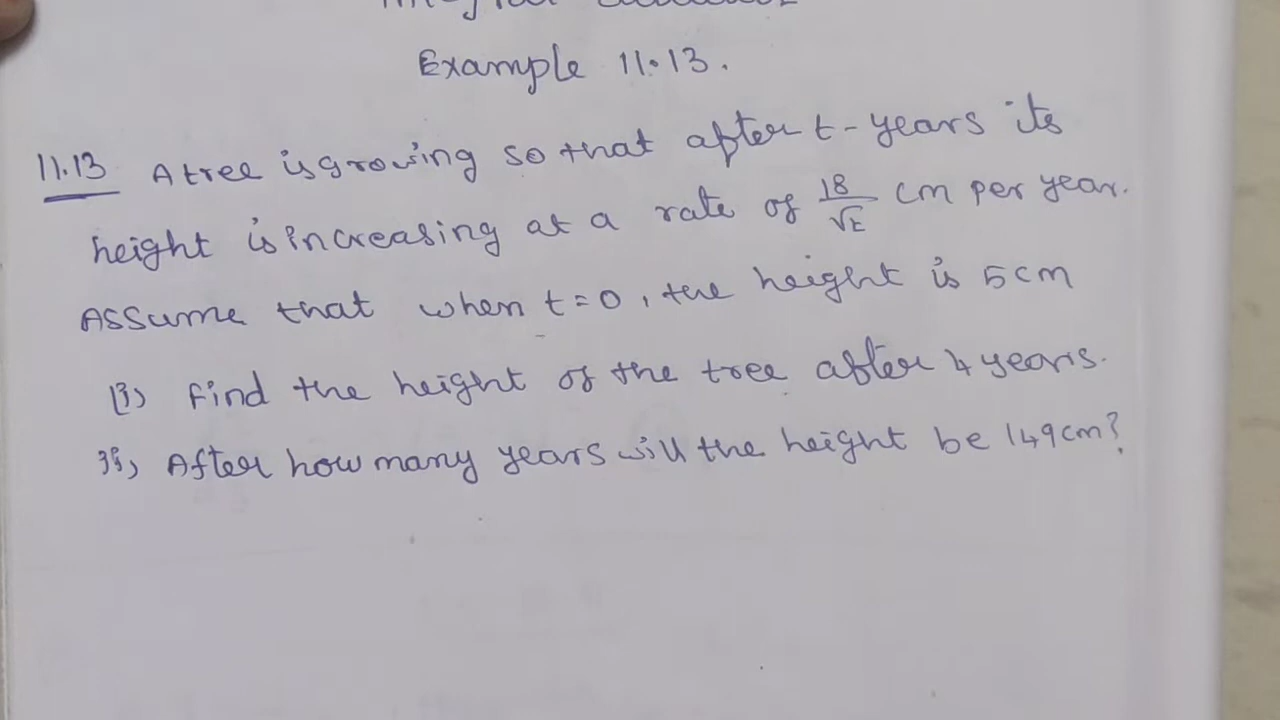 Example 11.13.
11.13 A tree is growing so that after t-years its
height is increasing at a rate of 18/√t cm per year.
Assume that when t=0, the height is 5cm
(i) find the height of the tree after 4 years.
ii) After how many years will the height be 149cm?